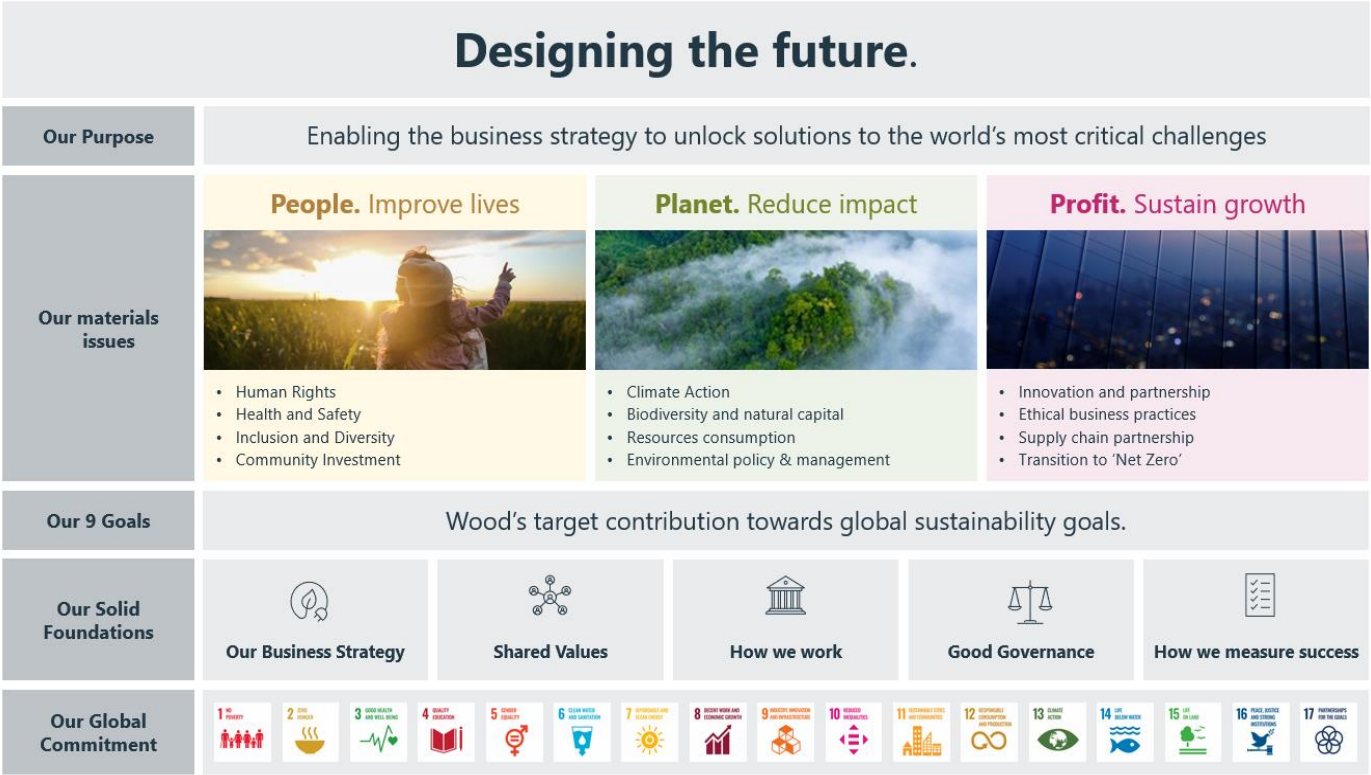 Designing the future.
Our Purpose
Enabling the business strategy to unlock solutions to the world's most critical challenges
Our materials
issues
People. Improve lives
• Human Rights
• Health and Safety
• Inclusion and Diversity
• Community Investment
Planet. Reduce impact
• Climate Action
• Biodiversity and natural capital
• Resources consumption
• Environmental policy & management
Profit. Sustain growth
• Innovation and partnership
• Ethical business practices
• Supply chain partnership
• Transition to ‘Net Zero’
Our 9 Goals
Wood’s target contribution towards global sustainability goals.
Our Solid
Foundations
Our Business Strategy
Shared Values
How we work
Good Governance
How we measure success
Our Global
Commitment
1 NO
POVERTY
2 ZERO
HUNGER
3 GOOD HEALTH
AND WELL-BEING
4 QUALITY
EDUCATION
5 GENDER
EQUALITY
6 CLEAN WATER
AND SANITATION
7 AFFORDABLE AND
CLEAN ENERGY
8 DECENT WORK AND
ECONOMIC GROWTH
9 INDUSTRY, INNOVATION
AND INFRASTRUCTURE
10 REDUCED
INEQUALITIES
11 SUSTAINABLE CITIES
AND COMMUNITIES
12 RESPONSIBLE
CONSUMPTION
AND PRODUCTION
13 CLIMATE
ACTION
14 LIFE
BELOW WATER
15 LIFE
ON LAND
16 PEACE, JUSTICE
AND STRONG
INSTITUTIONS
17 PARTNERSHIPS
FOR THE GOALS